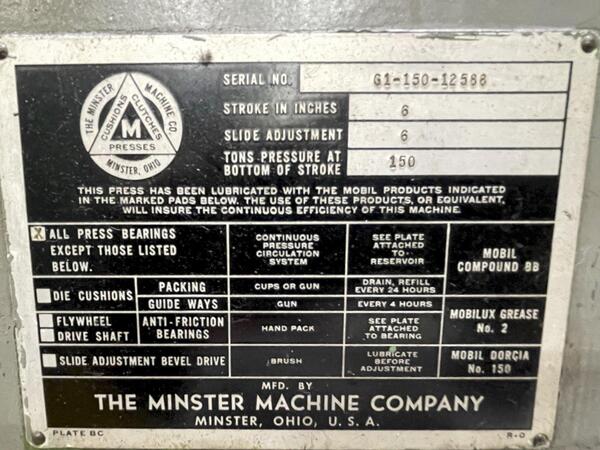 THE MINSTER MACHINE CO
CUSHIONS CLUTCHES
M
PRESSES
MINSTER, OHIO
SERIAL NO. G1-150-12588
STROKE IN INCHES 6
SLIDE ADJUSTMENT 6
TONS PRESSURE AT
BOTTOM OF STROKE 150
THIS PRESS HAS BEEN LUBRICATED WITH THE MOBIL PRODUCTS INDICATED
IN THE MARKED PADS BELOW. THE USE OF THESE PRODUCTS, OR EQUIVALENT,
WILL INSURE THE CONTINUOUS EFFICIENCY OF THIS MACHINE.
X ALL PRESS BEARINGS
EXCEPT THOSE LISTED
BELOW.
CONTINUOUS
PRESSURE
CIRCULATION
SYSTEM
SEE PLATE
ATTACHED
TO
RESERVOIR
MOBIL
COMPOUND BB
DIE CUSHIONS
PACKING
CUPS OR GUN
DRAIN, REFILL
EVERY 24 HOURS
GUIDE WAYS
GUN
EVERY 4 HOURS
MOBILUX GREASE
No. 2
FLYWHEEL
DRIVE SHAFT
ANTI-FRICTION
BEARINGS
HAND PACK
SEE PLATE
ATTACHED
TO BEARING
SLIDE ADJUSTMENT BEVEL DRIVE
BRUSH
LUBRICATE
BEFORE
ADJUSTMENT
MOBIL DORCIA
No. 150
MFD. BY
THE MINSTER MACHINE COMPANY
MINSTER, OHIO, U.S.A.
PLATE BC
R-O